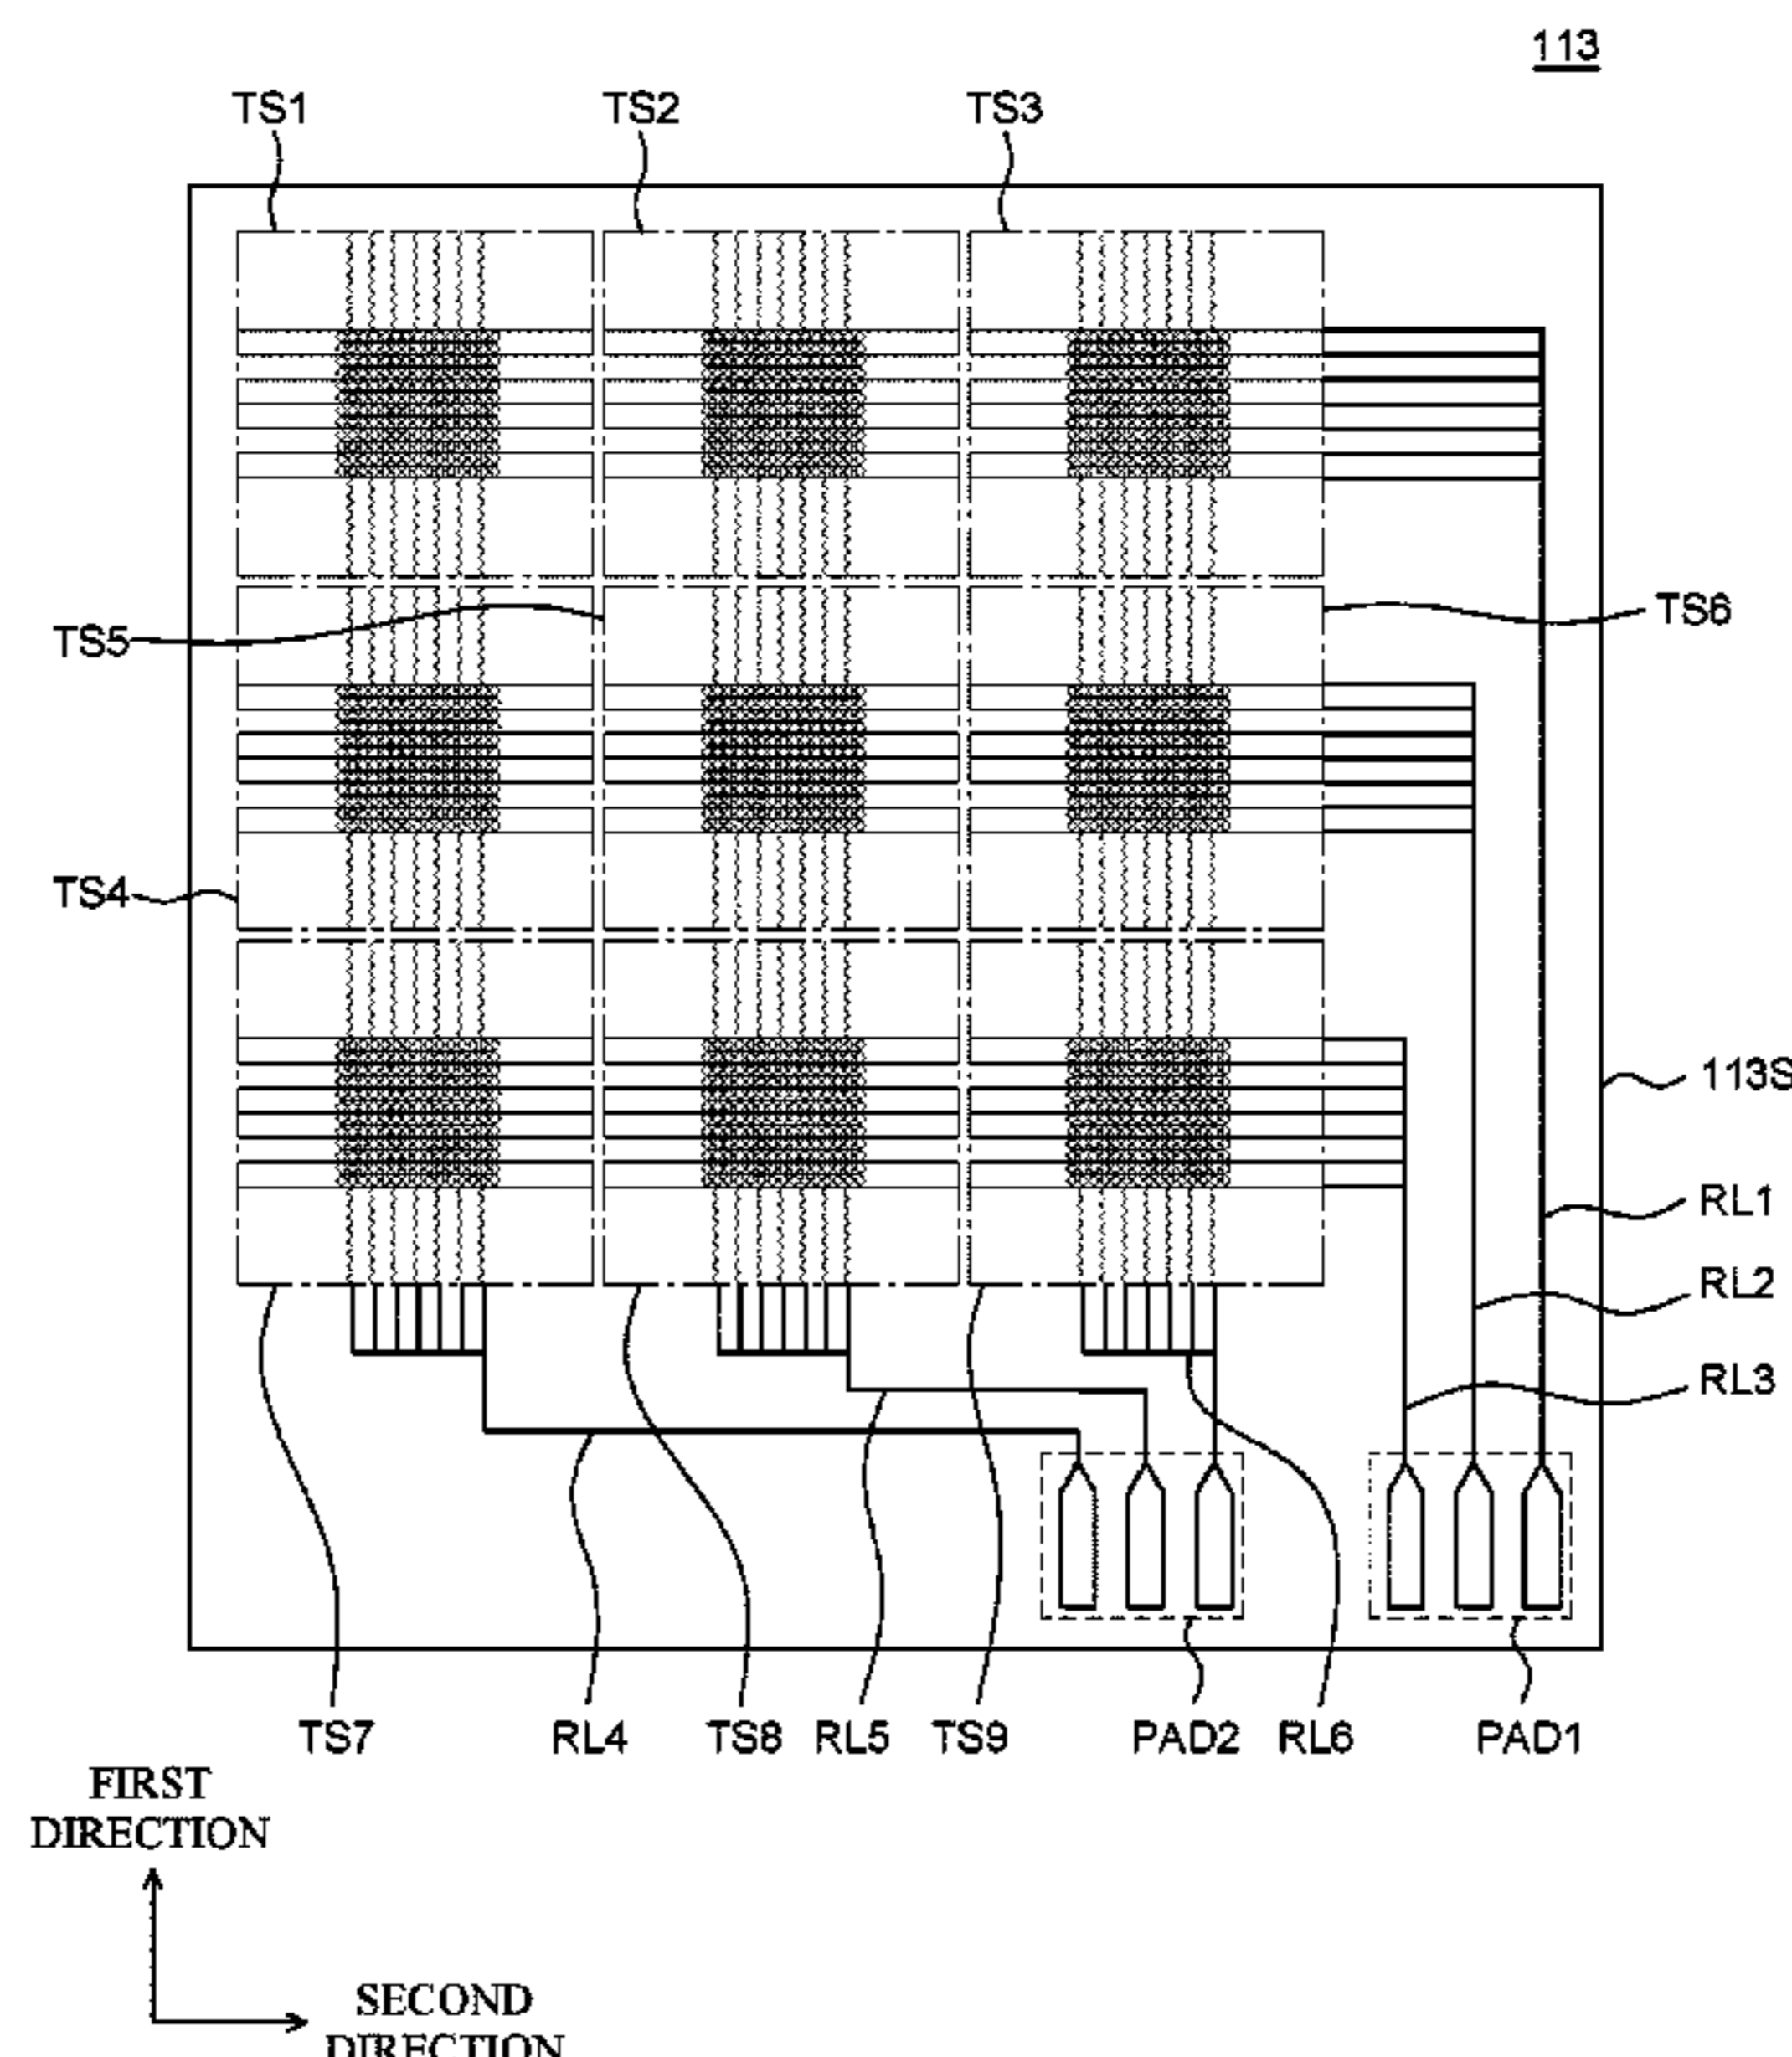 113
TS1 TS2 TS3
TS5 TS6
TS4
113S
RL1
RL2
RL3
TS7 RL4 TS8 RL5 TS9 PAD2 RL6 PAD1
FIRST
DIRECTION
SECOND
DIRECTION